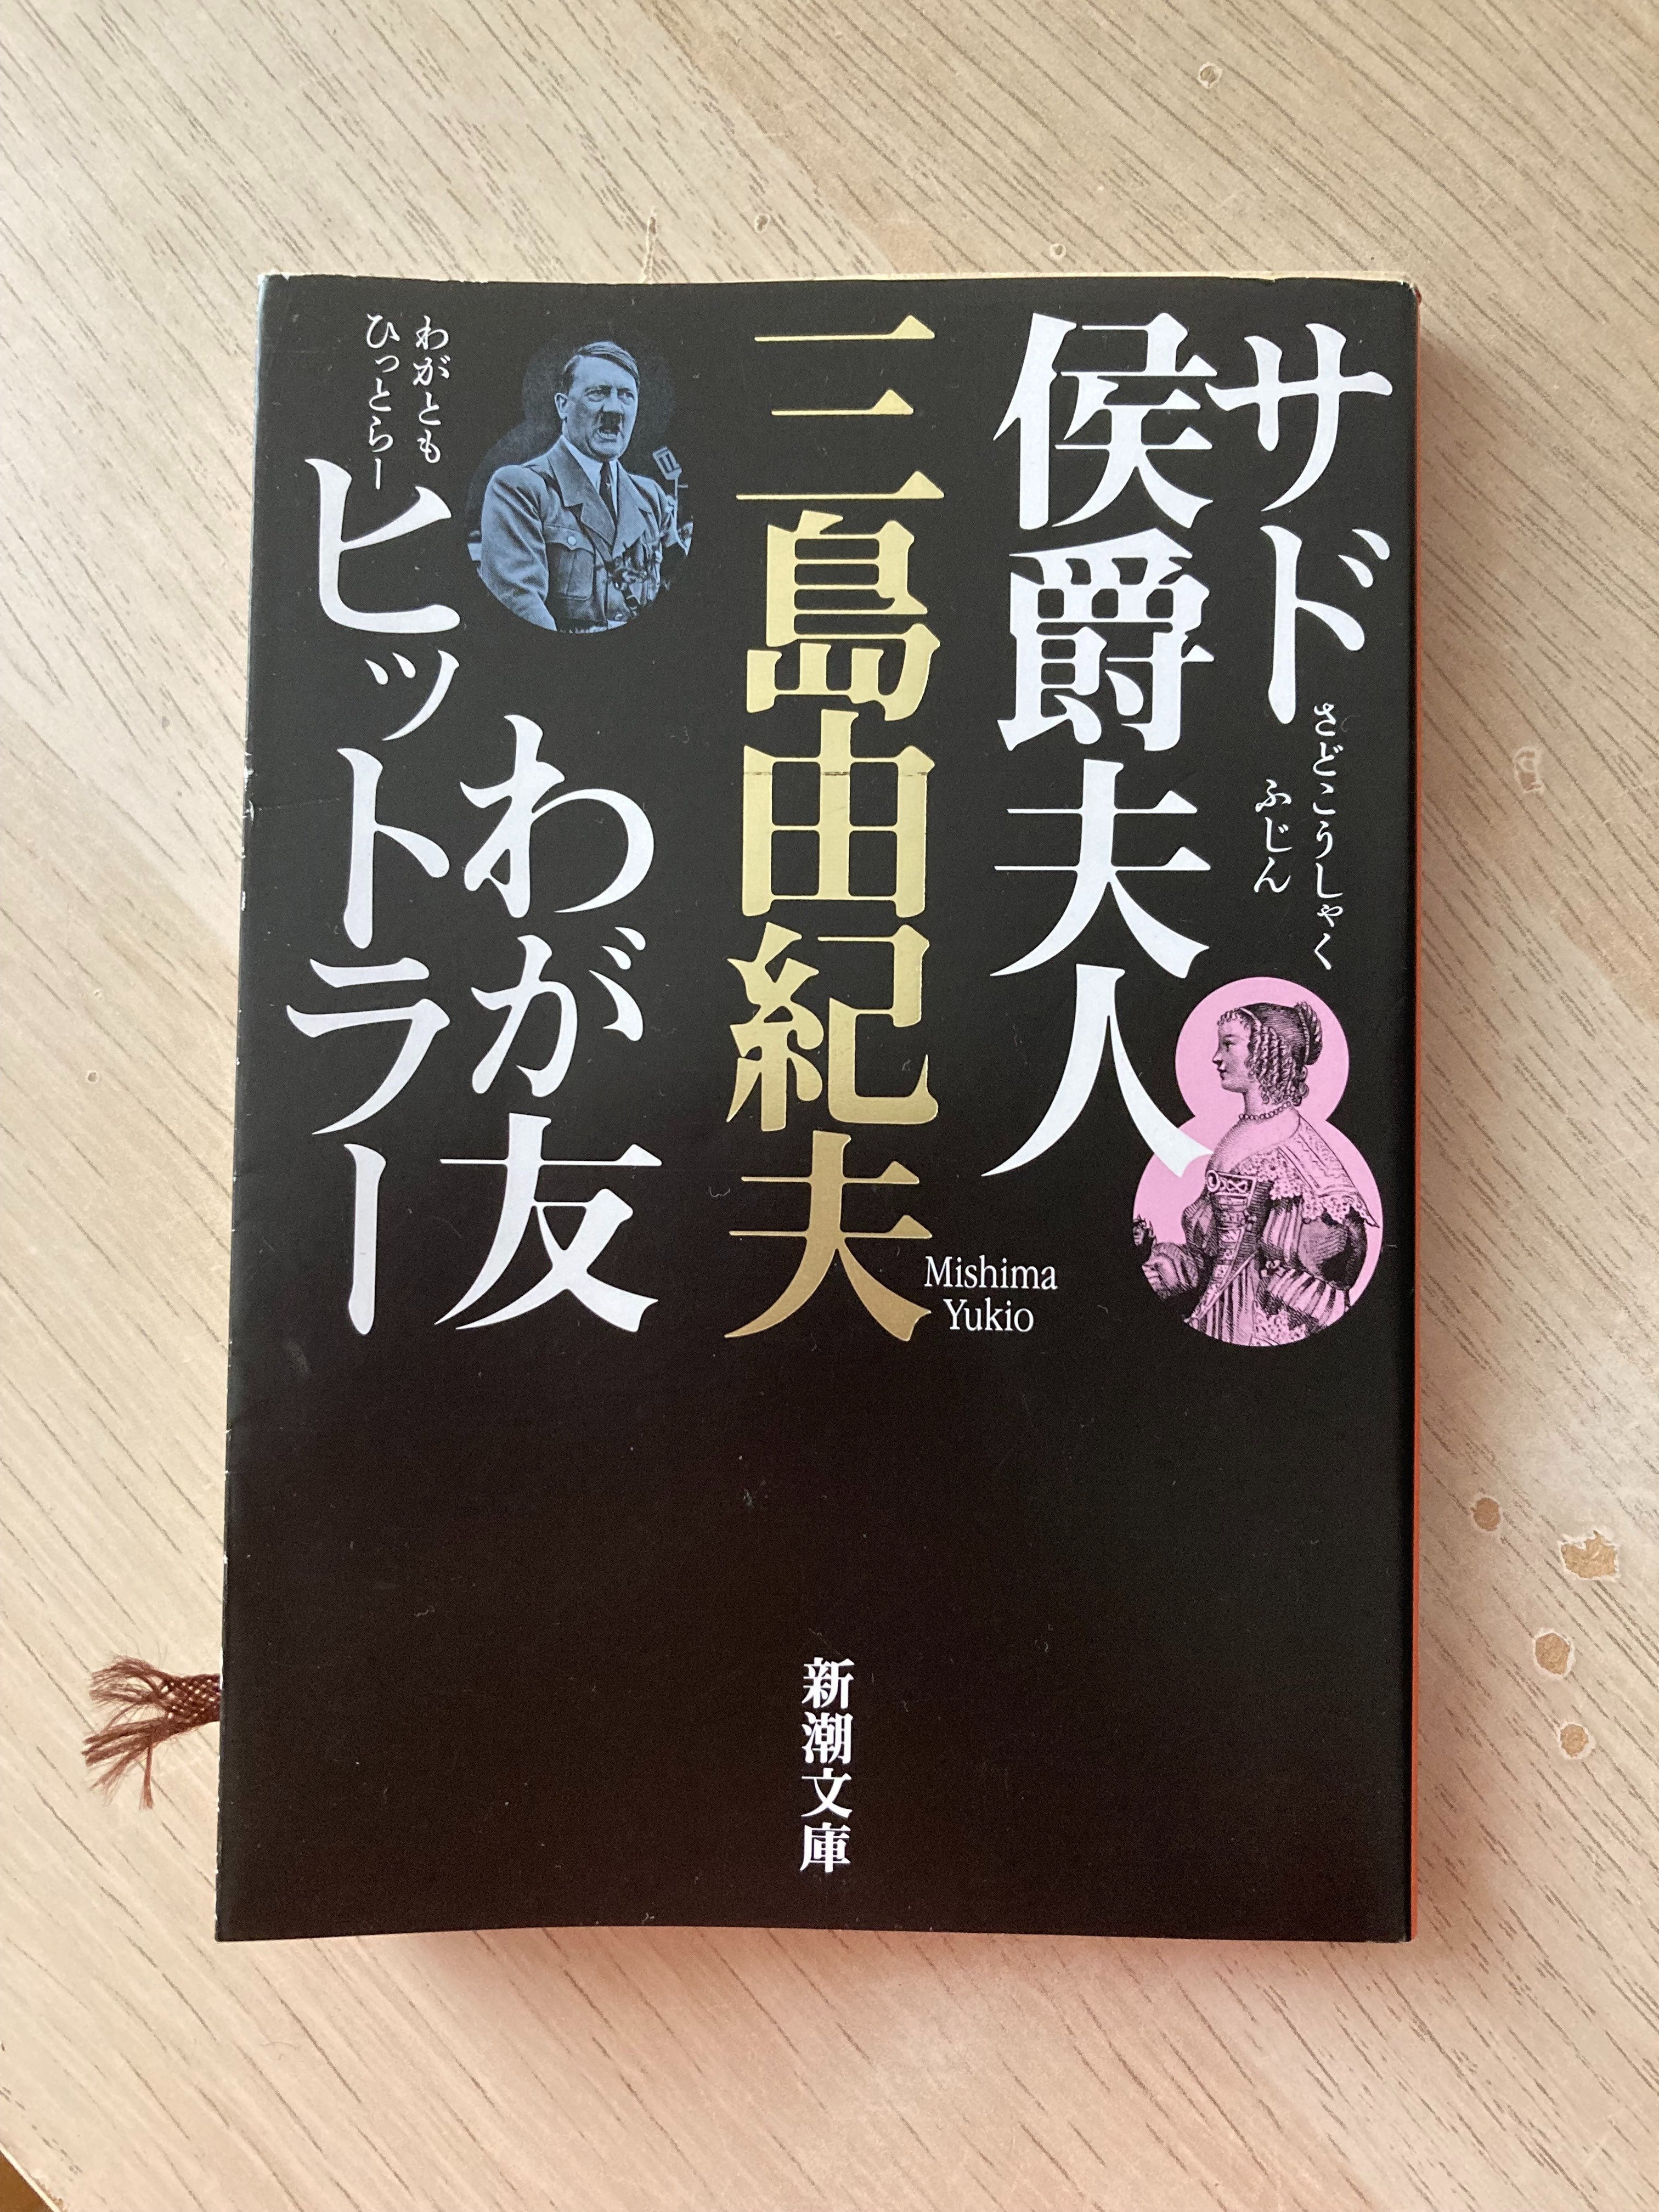 サド
侯爵夫人
さどこうしゃく
ふじん
三島由紀夫
Mishima
Yukio
わが友
ヒットラー
わがとも
ひっとらー
新潮文庫